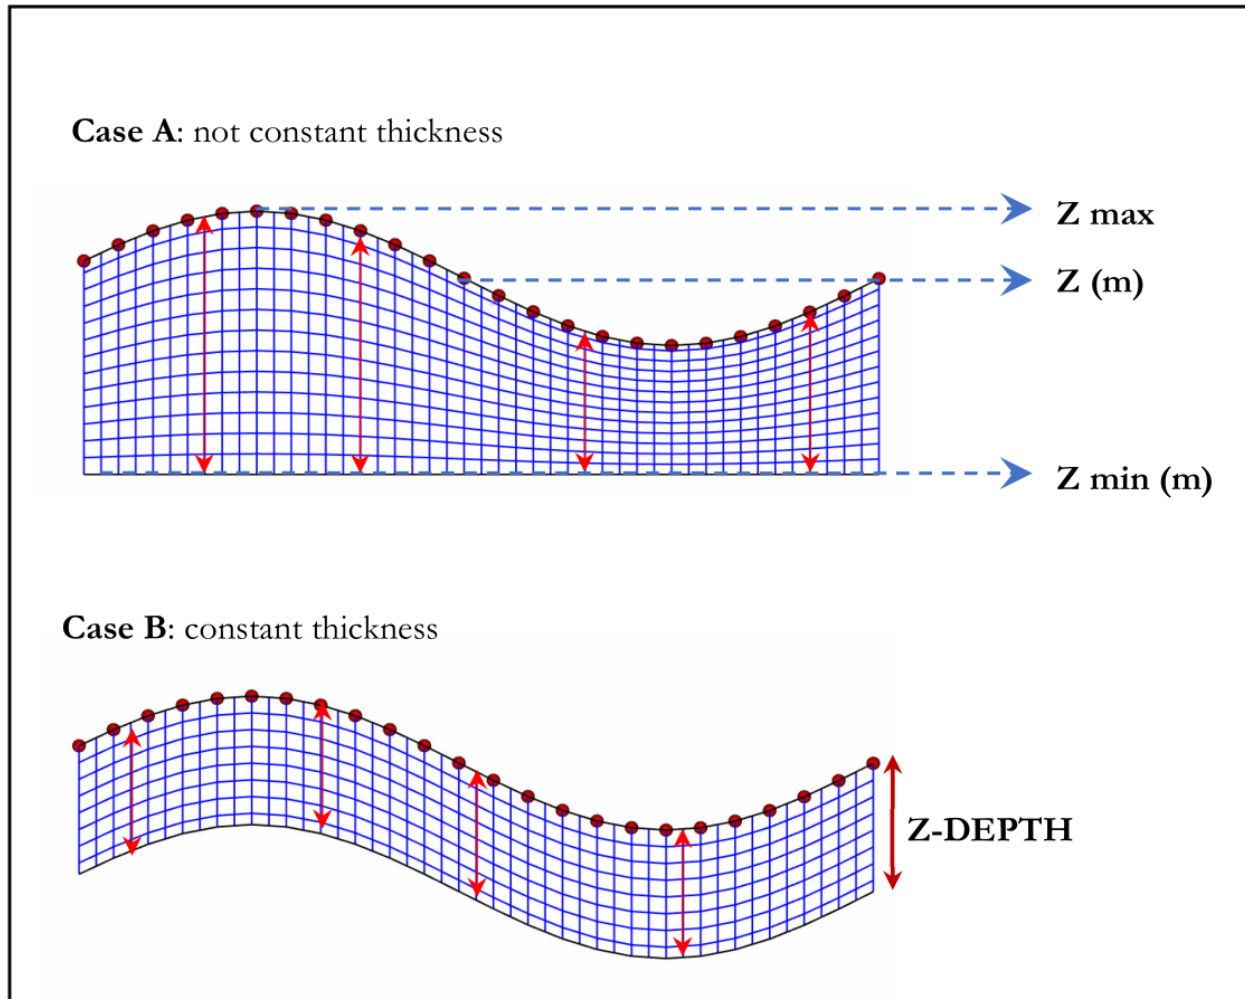 Case A: not constant thickness
Z max
Z (m)
Z min (m)
Case B: constant thickness
Z-DEPTH